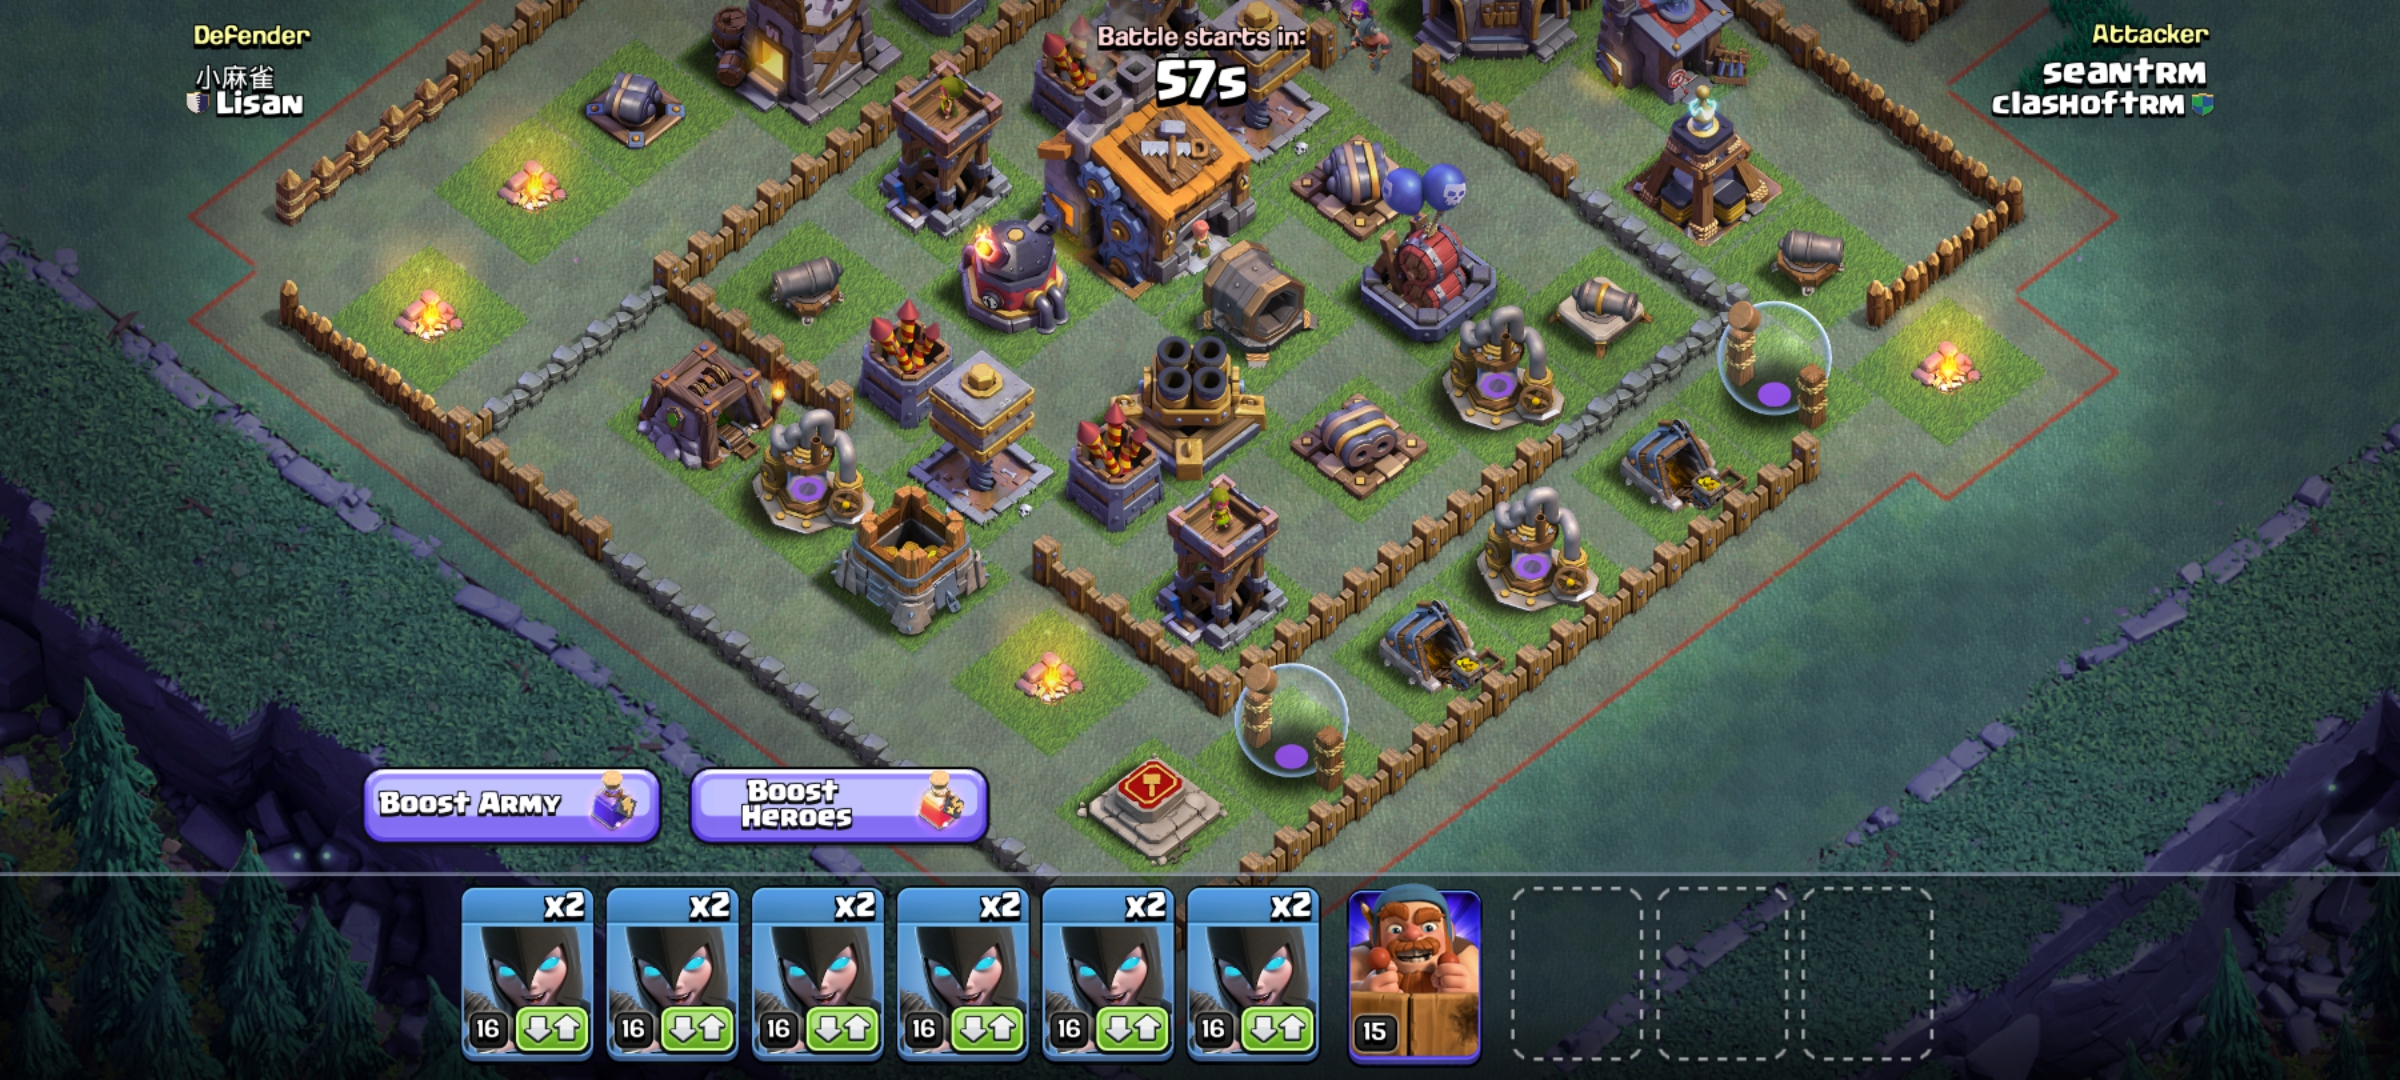 Defender
小麻雀
Lisan
Battle starts in:
57s
Attacker
seantRM
clashoftRM
Boost Army
Boost
Heroes
x2
x2
x2
x2
x2
x2
16
16
16
16
16
16
15